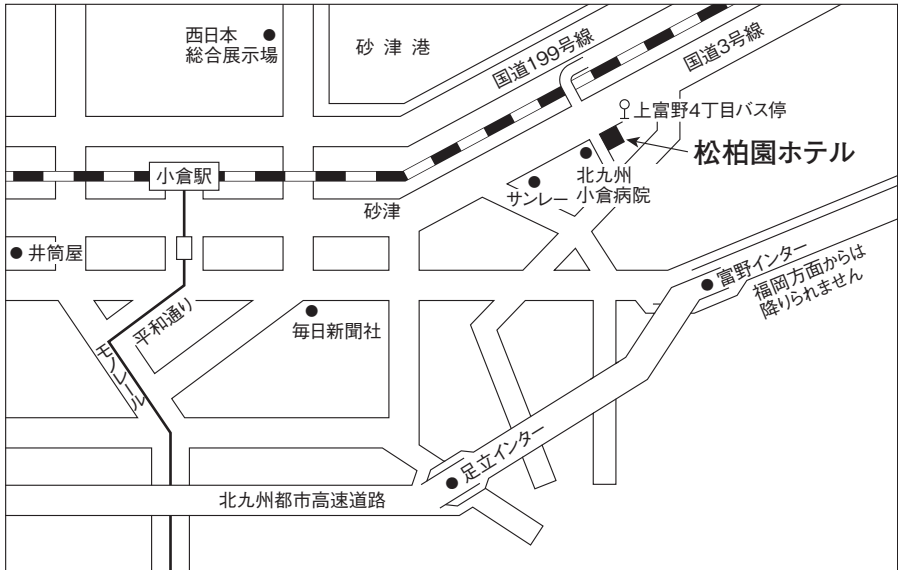 西日本
総合展示場
砂津港
国道199号線
国道3号線
上富野4丁目バス停
松柏園ホテル
北九州
小倉病院
サンレー
小倉駅
砂津
井筒屋
富野インター
福岡方面からは
降りられません
平和通り
毎日新聞社
モノレール
足立インター
北九州都市高速道路